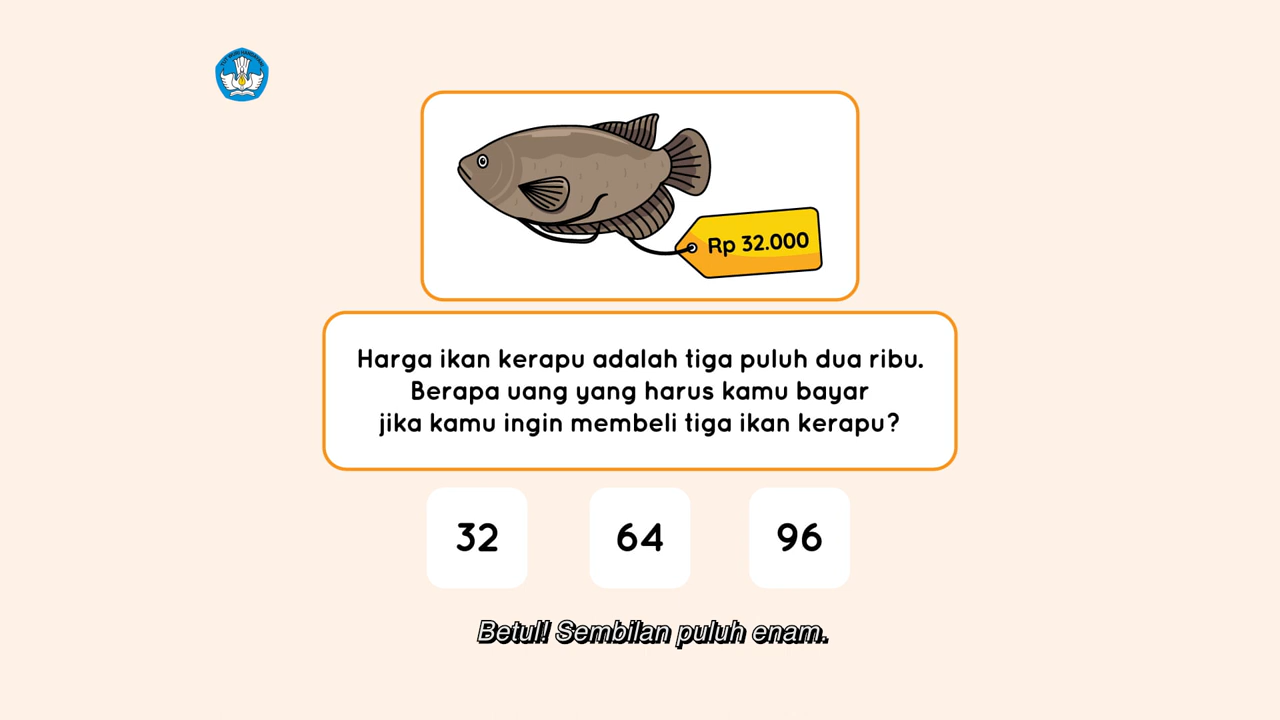 Rp 32.000
Harga ikan kerapu adalah tiga puluh dua ribu.
Berapa uang yang harus kamu bayar
jika kamu ingin membeli tiga ikan kerapu?
32
64
96
Betul! Sembilan puluh enam.